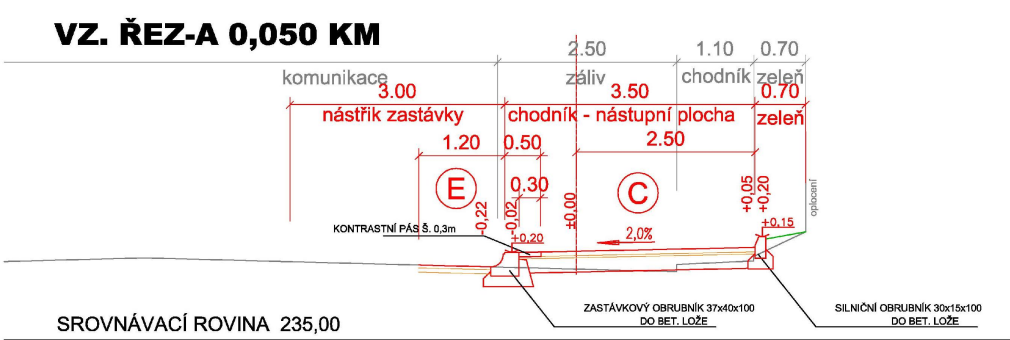 VZ. ŘEZ-A 0,050 KM
2.50 1.10 0.70
komunikace záliv chodník zeleň
3.00 3.50 0.70
nástřik zastávky chodník - nástupní plocha zeleň
1.20 0.50 2.50
E 0.30 C
-0,22 -0,02 ±0,00 +0,05 +0,20 oplocení
KONTRASTNÍ PÁS Š. 0,3m +0.20 2,0% +0.15
ZASTÁVKOVÝ OBRUBNÍK 37x40x100 SILNIČNÍ OBRUBNÍK 30x15x100
DO BET. LOŽE DO BET. LOŽE
SROVNÁVACÍ ROVINA 235,00